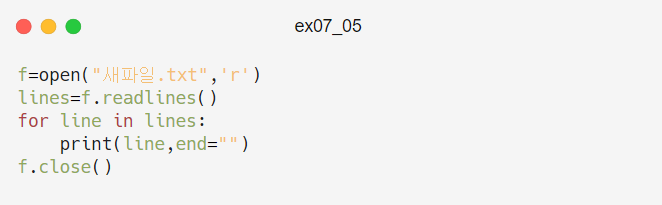 ex07_05
f=open("새파일.txt",'r')
lines=f.readlines()
for line in lines:
    print(line,end="")
f.close()